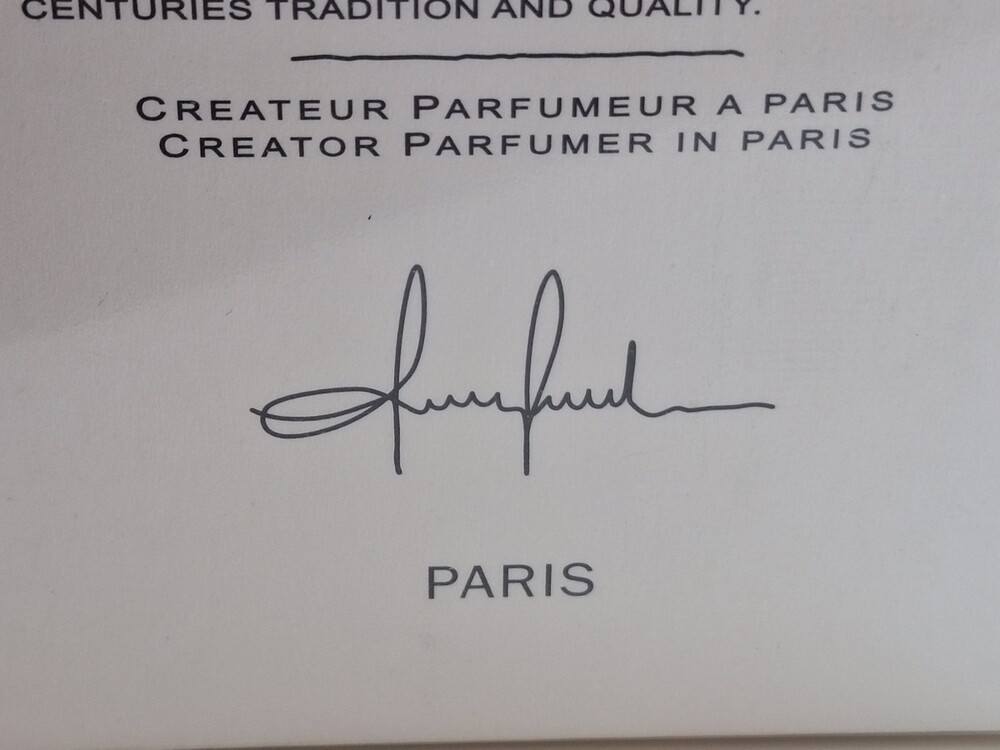 CENTURIES TRADITION AND QUALITY.
CREATEUR PARFUMEUR A PARIS
CREATOR PARFUMER IN PARIS
PARIS